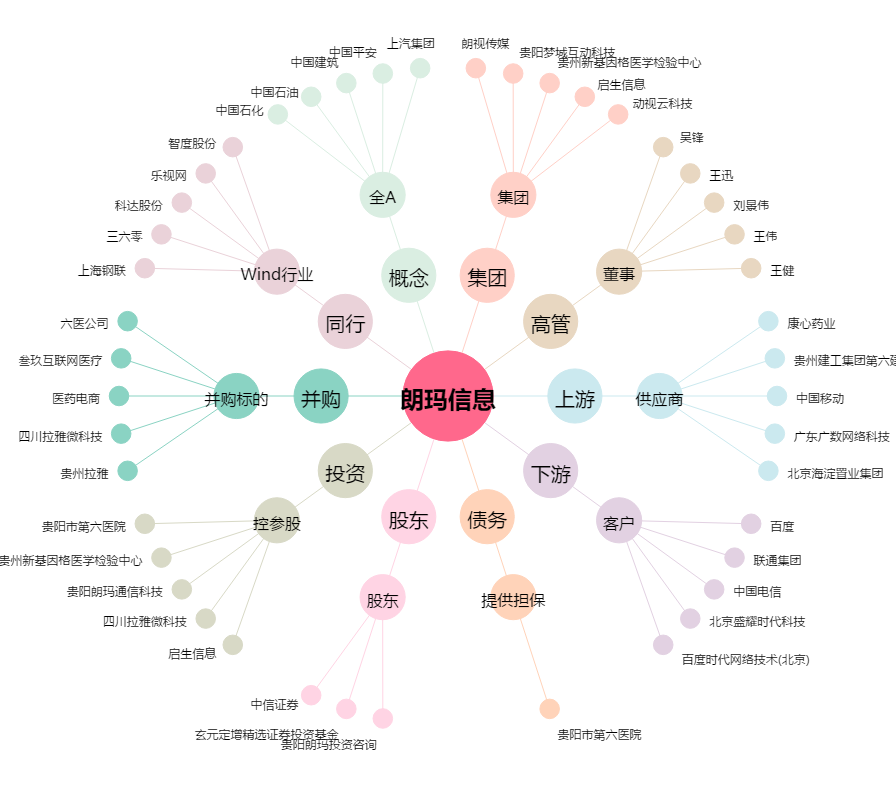 上汽集团
中国平安
中国建筑
中国石油
中国石化
全A
概念
朗视传媒
贵阳梦城互动科技
贵州新基因格医学检验中心
启生信息
动视云科技
集团
集团
智度股份
乐视网
科达股份
三六零
上海钢联
Wind行业
同行
吴锋
王迅
刘景伟
王伟
王健
董事
高管
六医公司
叁玖互联网医疗
医药电商
四川拉雅微科技
贵州拉雅
并购标的
并购
朗玛信息
上游
供应商
康心药业
贵州建工集团第六建
中国移动
广东广数网络科技
北京海淀置业集团
投资
控参股
贵阳市第六医院
贵州新基因格医学检验中心
贵阳朗玛通信科技
四川拉雅微科技
启生信息
下游
客户
百度
联通集团
中国电信
北京盛耀时代科技
百度时代网络技术(北京)
股东
股东
中信证券
玄元定增精选证券投资基金
贵阳朗玛投资咨询
债务
提供担保
贵阳市第六医院